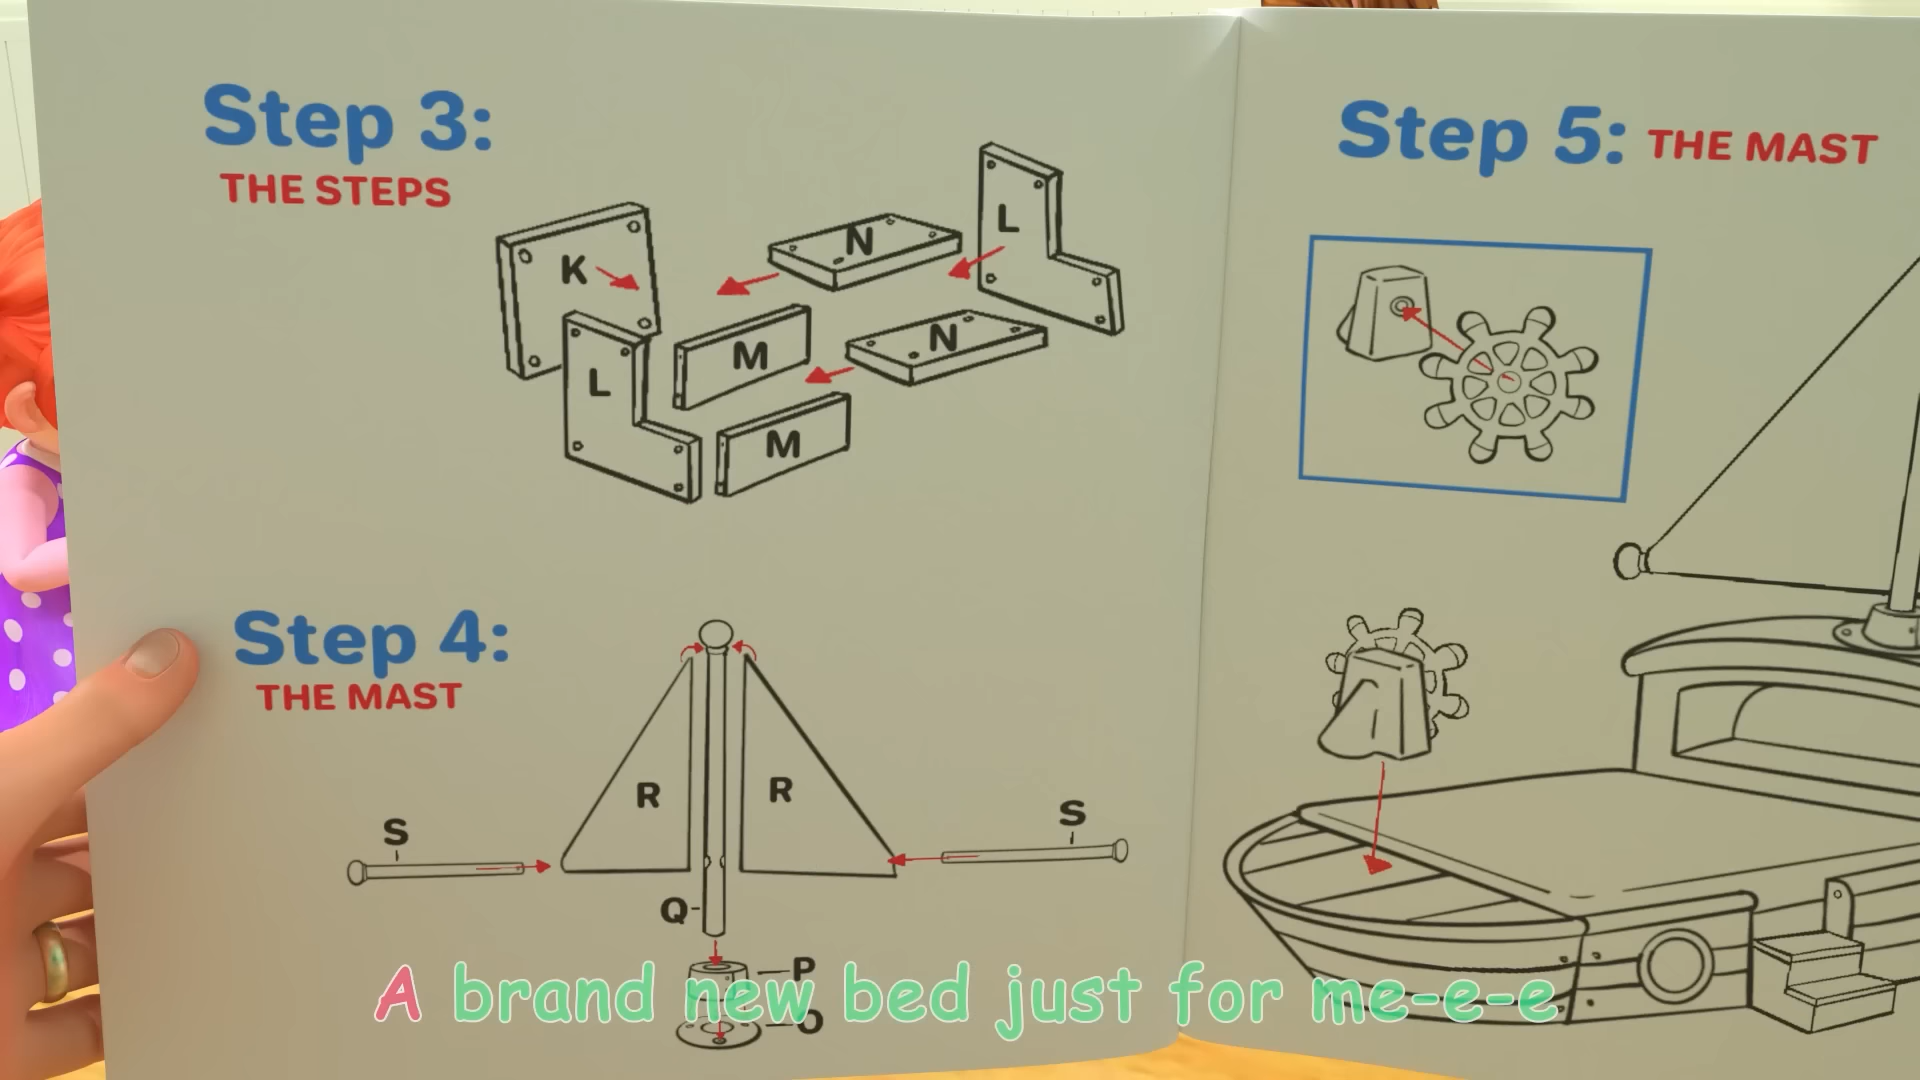 Step 3:
THE STEPS
K
N
L
L
M
N
M
Step 4:
THE MAST
R
R
S
S
Q
P
O
Step 5: THE MAST
A brand new bed just for me-e-e